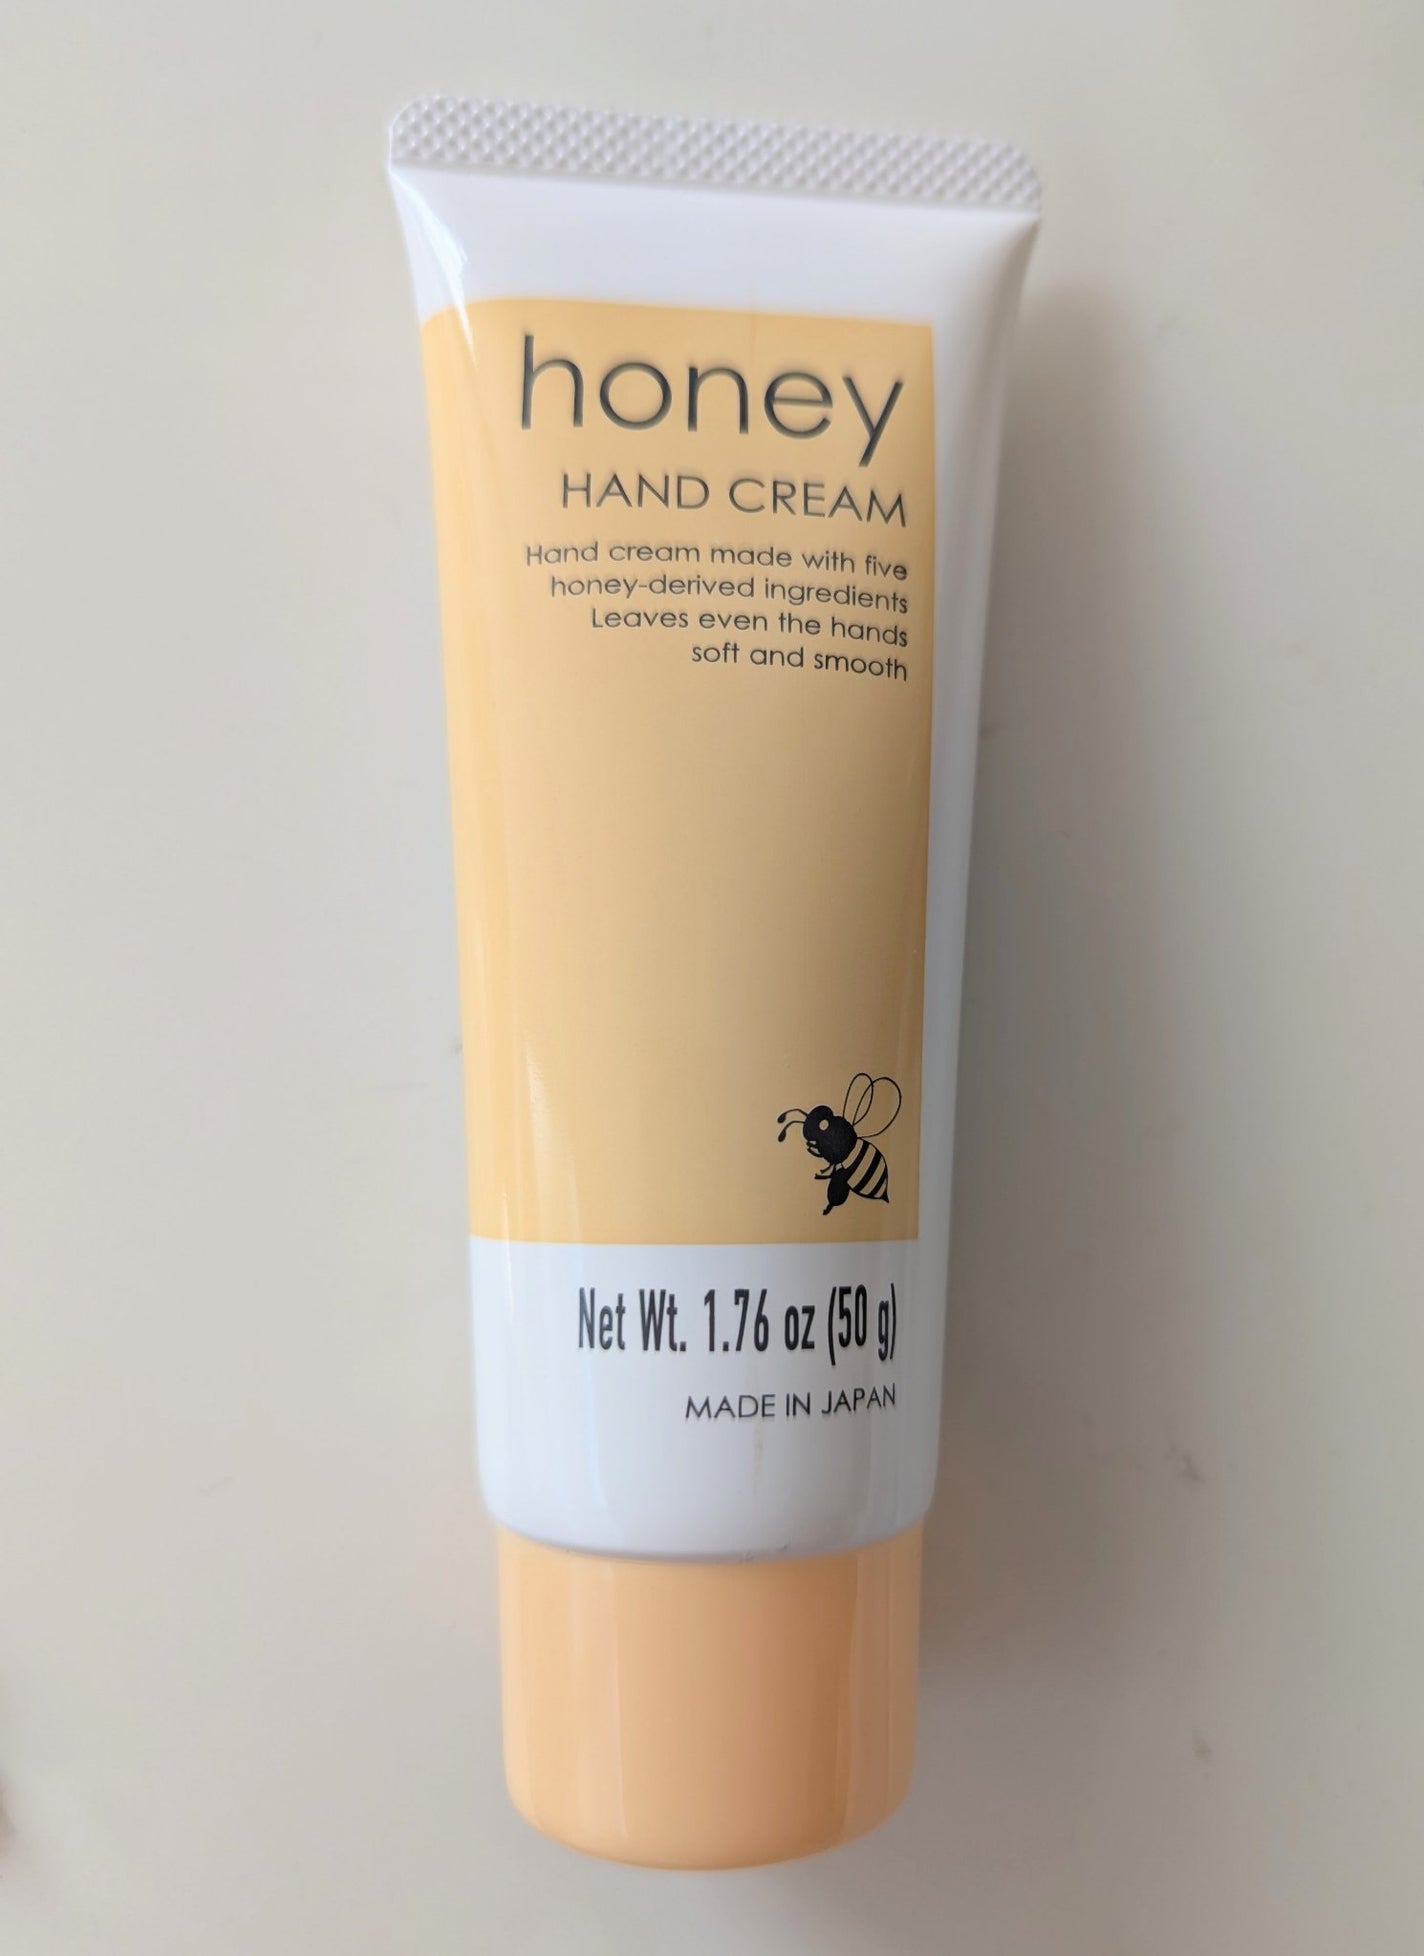 honey
HAND CREAM
Hand cream made with five
honey-derived ingredients
Leaves even the hands
soft and smooth
Net Wt. 1.76 oz (50 g)
MADE IN JAPAN